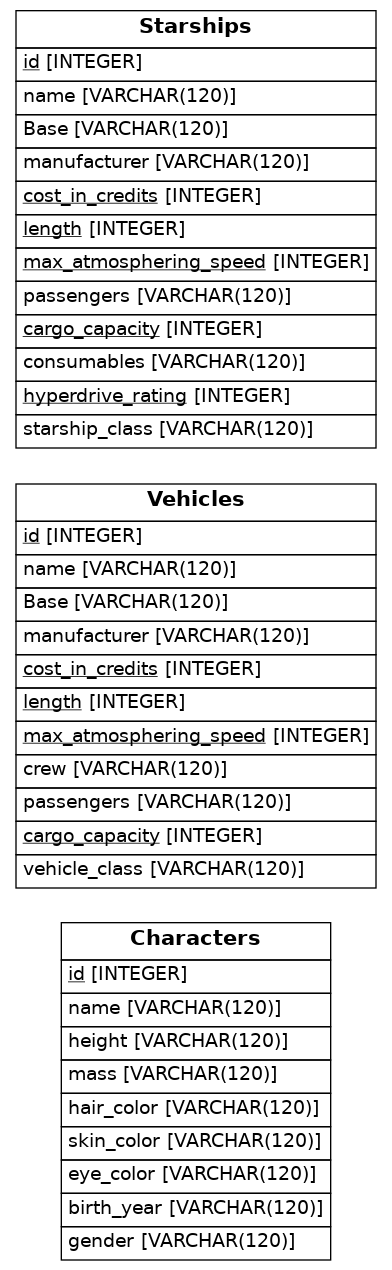 Starships
id [INTEGER]
name [VARCHAR(120)]
Base [VARCHAR(120)]
manufacturer [VARCHAR(120)]
cost_in_credits [INTEGER]
length [INTEGER]
max_atmosphering_speed [INTEGER]
passengers [VARCHAR(120)]
cargo_capacity [INTEGER]
consumables [VARCHAR(120)]
hyperdrive_rating [INTEGER]
starship_class [VARCHAR(120)]
Vehicles
id [INTEGER]
name [VARCHAR(120)]
Base [VARCHAR(120)]
manufacturer [VARCHAR(120)]
cost_in_credits [INTEGER]
length [INTEGER]
max_atmosphering_speed [INTEGER]
crew [VARCHAR(120)]
passengers [VARCHAR(120)]
cargo_capacity [INTEGER]
vehicle_class [VARCHAR(120)]
Characters
id [INTEGER]
name [VARCHAR(120)]
height [VARCHAR(120)]
mass [VARCHAR(120)]
hair_color [VARCHAR(120)]
skin_color [VARCHAR(120)]
eye_color [VARCHAR(120)]
birth_year [VARCHAR(120)]
gender [VARCHAR(120)]